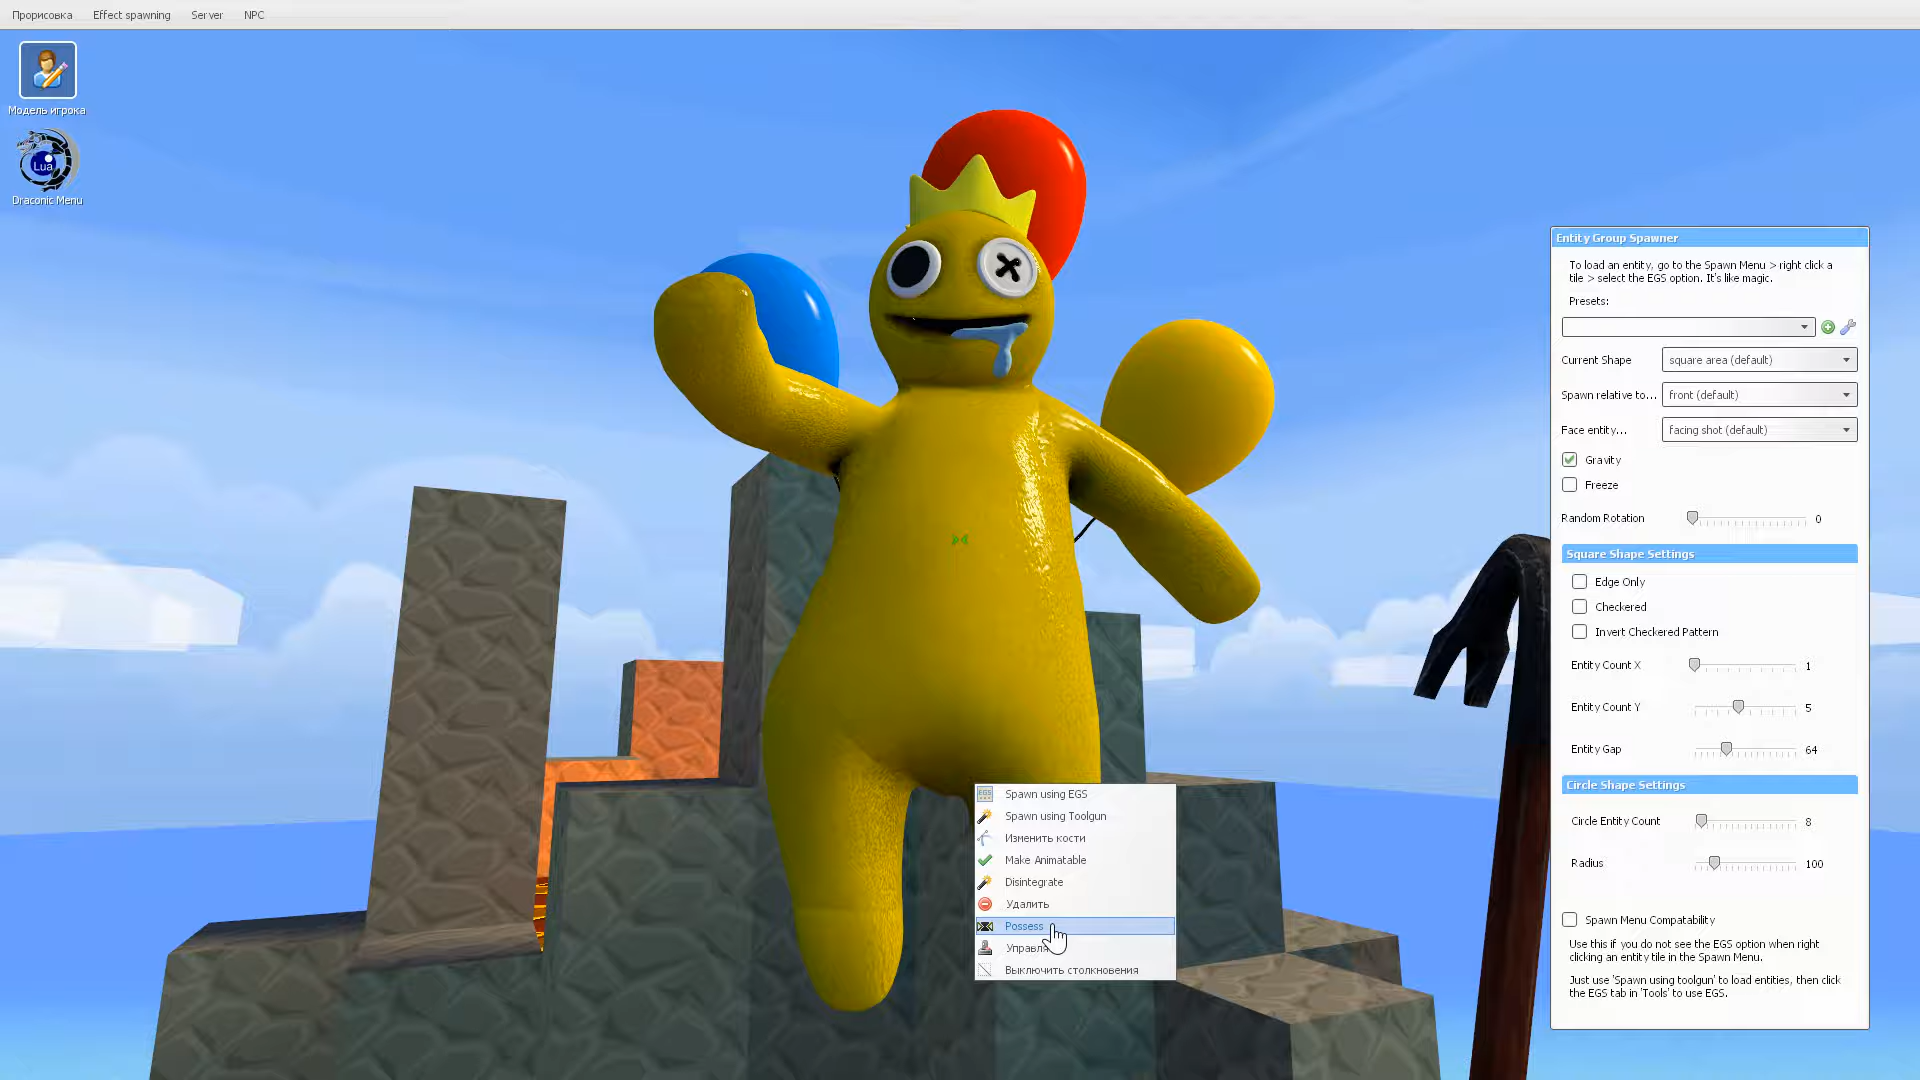 Прорисовка
Effect spawning
Server
NPC
Модель игрока
Lua
Draconic Menu
Entity Group Spawner
To load an entity, go to the Spawn Menu > right click a
tile > select the EGS option. It's like magic.
Presets:
Current Shape
square area (default)
Spawn relative to...
front (default)
Face entity...
facing shot (default)
Gravity
Freeze
Random Rotation
0
Square Shape Settings
Edge Only
Checkered
Invert Checkered Pattern
Entity Count X
1
Entity Count Y
5
Entity Gap
64
Circle Shape Settings
Circle Entity Count
8
Radius
100
Spawn Menu Compatibility
Use this if you do not see the EGS option when right
clicking an entity tile in the Spawn Menu.
Just use 'Spawn using toolgun' to load entities, then click
the EGS tab in 'Tools' to use EGS.
EGS
Spawn using EGS
Spawn using Toolgun
Изменить кости
Make Animatable
Disintegrate
Удалить
Possess
Выключить столкновения